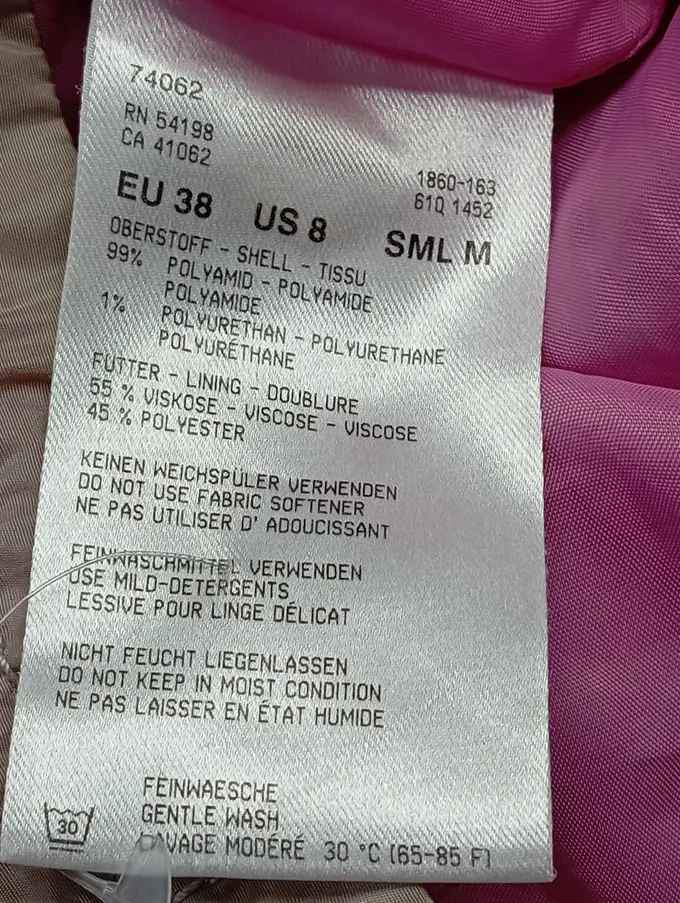 74062
RN 54198
CA 41062
1860-163
61Q 1452
EU 38 US 8 SML M
OBERSTOFF - SHELL - TISSU
99% POLYAMID - POLYAMIDE
POLYAMIDE
1% POLYURETHAN - POLYURETHANE
POLYURÉTHANE
FUTTER - LINING - DOUBLURE
55 % VISKOSE - VISCOSE - VISCOSE
45 % POLYESTER
KEINEN WEICHSPÜLER VERWENDEN
DO NOT USE FABRIC SOFTENER
NE PAS UTILISER D' ADOUCISSANT
FEINWASCHMITTEL VERWENDEN
USE MILD-DETERGENTS
LESSIVE POUR LINGE DÉLICAT
NICHT FEUCHT LIEGENLASSEN
DO NOT KEEP IN MOIST CONDITION
NE PAS LAISSER EN ÉTAT HUMIDE
FEINWAESCHE
GENTLE WASH
30 LAVAGE MODÉRÉ 30 °C (65-85 F)